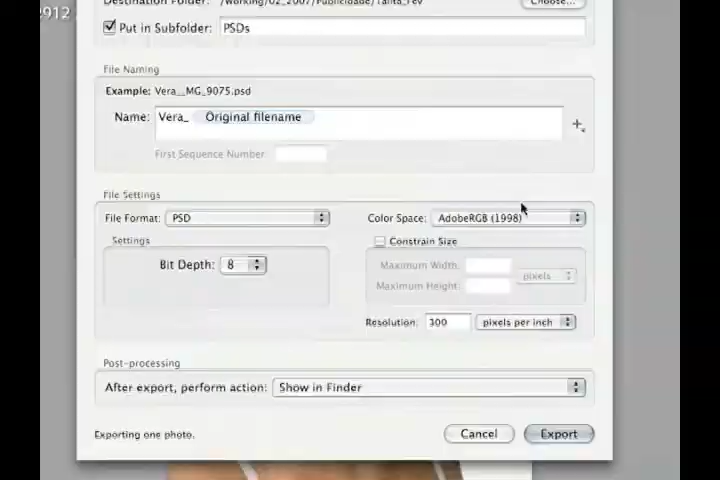 2912
Destination Folder: /Working/02_2007/Publicidade/Talita_Fev Choose...
Put in Subfolder: PSDs
File Naming
Example: Vera__MG_9075.psd
Name: Vera_ Original filename
First Sequence Number:
File Settings
File Format: PSD Color Space: AdobeRGB (1998)
Settings Constrain Size
Bit Depth: 8 Maximum Width: pixels
Maximum Height:
Resolution: 300 pixels per inch
Post-processing
After export, perform action: Show in Finder
Exporting one photo. Cancel Export